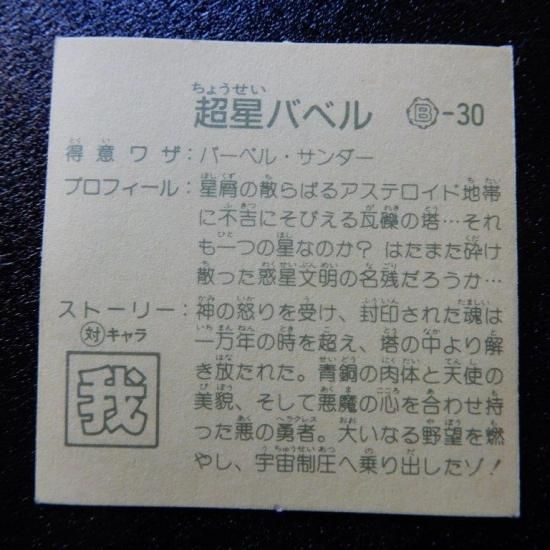 超星バベル Ⓑ-30
得意ワザ：バーベル・サンダー
プロフィール：星屑の散らばるアステロイド地帯
に不吉にそびえる瓦礫の塔…それ
も一つの星なのか？ はたまた砕け
散った惑星文明の名残だろうか…
ストーリー：神の怒りを受け、封印された魂は
対キャラ 一万年の時を超え、塔の中より解
き放たれた。青銅の肉体と天使の
美貌、そして悪魔の心を合わせ持
我 った悪の勇者。大いなる野望を燃
やし、宇宙制圧へ乗り出したゾ！